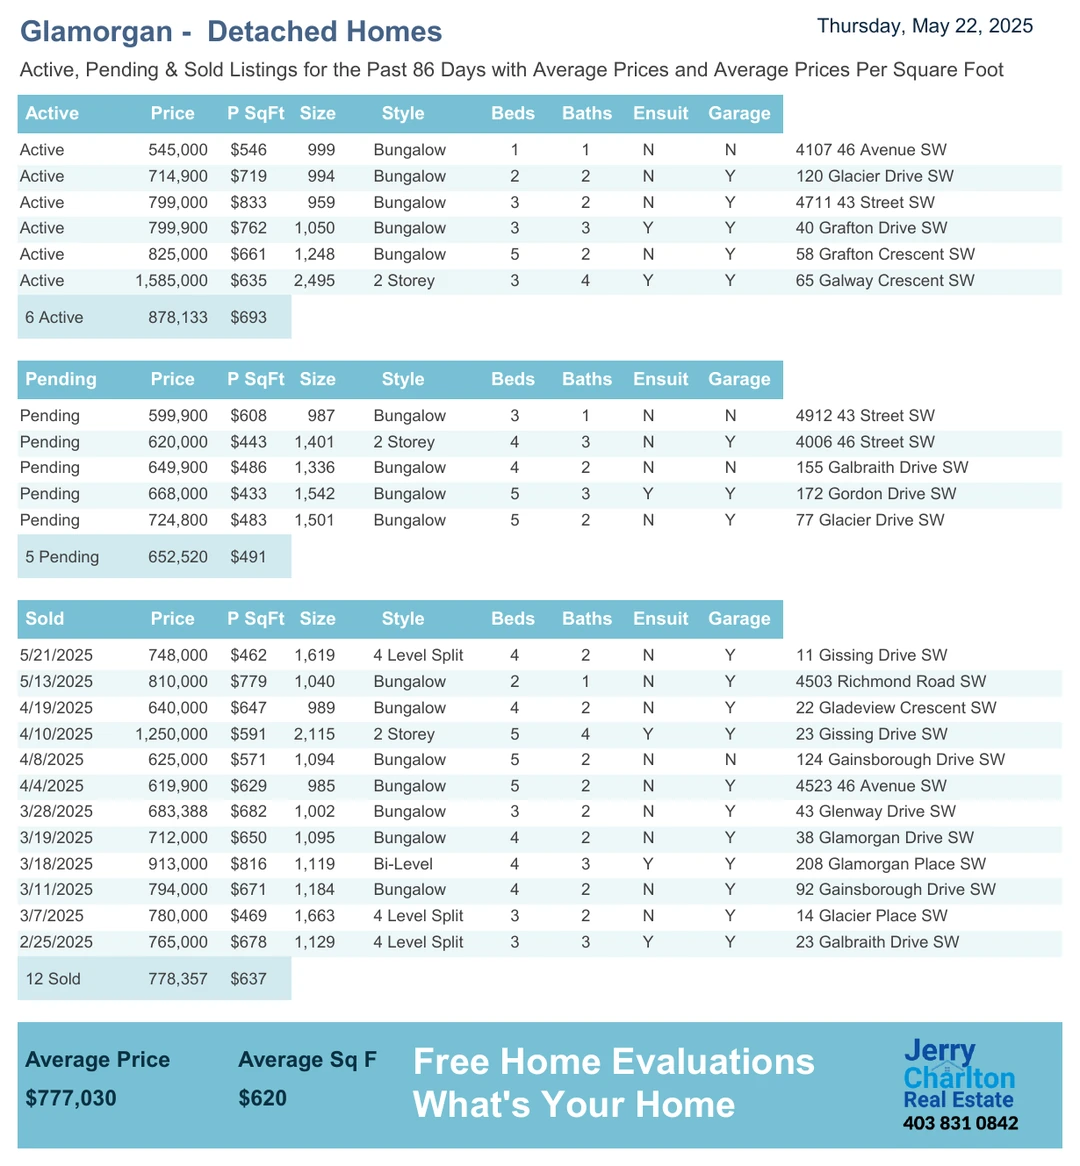 Glamorgan -  Detached Homes
Thursday, May 22, 2025
Active, Pending & Sold Listings for the Past 86 Days with Average Prices and Average Prices Per Square Foot
Active Price P SqFt Size Style Beds Baths Ensuit Garage
Active 545,000 $546 999 Bungalow 1 1 N N 4107 46 Avenue SW
Active 714,900 $719 994 Bungalow 2 2 N Y 120 Glacier Drive SW
Active 799,000 $833 959 Bungalow 3 2 N Y 4711 43 Street SW
Active 799,900 $762 1,050 Bungalow 3 3 Y Y 40 Grafton Drive SW
Active 825,000 $661 1,248 Bungalow 5 2 N Y 58 Grafton Crescent SW
Active 1,585,000 $635 2,495 2 Storey 3 4 Y Y 65 Galway Crescent SW
6 Active 878,133 $693
Pending Price P SqFt Size Style Beds Baths Ensuit Garage
Pending 599,900 $608 987 Bungalow 3 1 N N 4912 43 Street SW
Pending 620,000 $443 1,401 2 Storey 4 3 N Y 4006 46 Street SW
Pending 649,900 $486 1,336 Bungalow 4 2 N N 155 Galbraith Drive SW
Pending 668,000 $433 1,542 Bungalow 5 3 Y Y 172 Gordon Drive SW
Pending 724,800 $483 1,501 Bungalow 5 2 N Y 77 Glacier Drive SW
5 Pending 652,520 $491
Sold Price P SqFt Size Style Beds Baths Ensuit Garage
5/21/2025 748,000 $462 1,619 4 Level Split 4 2 N Y 11 Gissing Drive SW
5/13/2025 810,000 $779 1,040 Bungalow 2 1 N Y 4503 Richmond Road SW
4/19/2025 640,000 $647 989 Bungalow 4 2 N Y 22 Gladeview Crescent SW
4/10/2025 1,250,000 $591 2,115 2 Storey 5 4 Y Y 23 Gissing Drive SW
4/8/2025 625,000 $571 1,094 Bungalow 5 2 N N 124 Gainsborough Drive SW
4/4/2025 619,900 $629 985 Bungalow 5 2 N Y 4523 46 Avenue SW
3/28/2025 683,388 $682 1,002 Bungalow 3 2 N Y 43 Glenway Drive SW
3/19/2025 712,000 $650 1,095 Bungalow 4 2 N Y 38 Glamorgan Drive SW
3/18/2025 913,000 $816 1,119 Bi-Level 4 3 Y Y 208 Glamorgan Place SW
3/11/2025 794,000 $671 1,184 Bungalow 4 2 N Y 92 Gainsborough Drive SW
3/7/2025 780,000 $469 1,663 4 Level Split 3 2 N Y 14 Glacier Place SW
2/25/2025 765,000 $678 1,129 4 Level Split 3 3 Y Y 23 Galbraith Drive SW
12 Sold 778,357 $637
Average Price Average Sq F
$777,030 $620
Free Home Evaluations
What's Your Home
Jerry
Charlton
Real Estate
403 831 0842